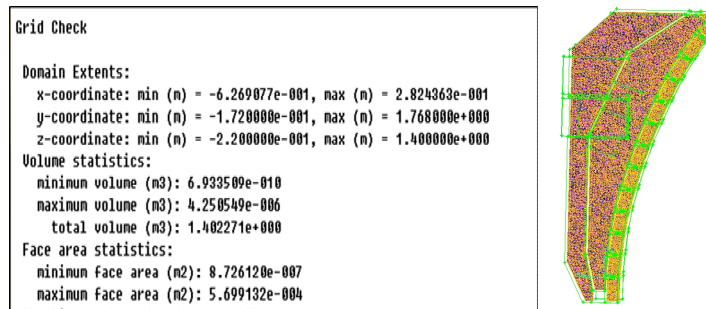 Grid Check
Domain Extents:
x-coordinate: min (m) = -6.269077e-001, max (m) = 2.824363e-001
y-coordinate: min (m) = -1.720000e-001, max (m) = 1.768000e+000
z-coordinate: min (m) = -2.200000e-001, max (m) = 1.400000e+000
Volume statistics:
minimum volume (m3): 6.933509e-010
maximum volume (m3): 4.250549e-006
total volume (m3): 1.402271e+000
Face area statistics:
minimum face area (m2): 8.726120e-007
maximum face area (m2): 5.699132e-004